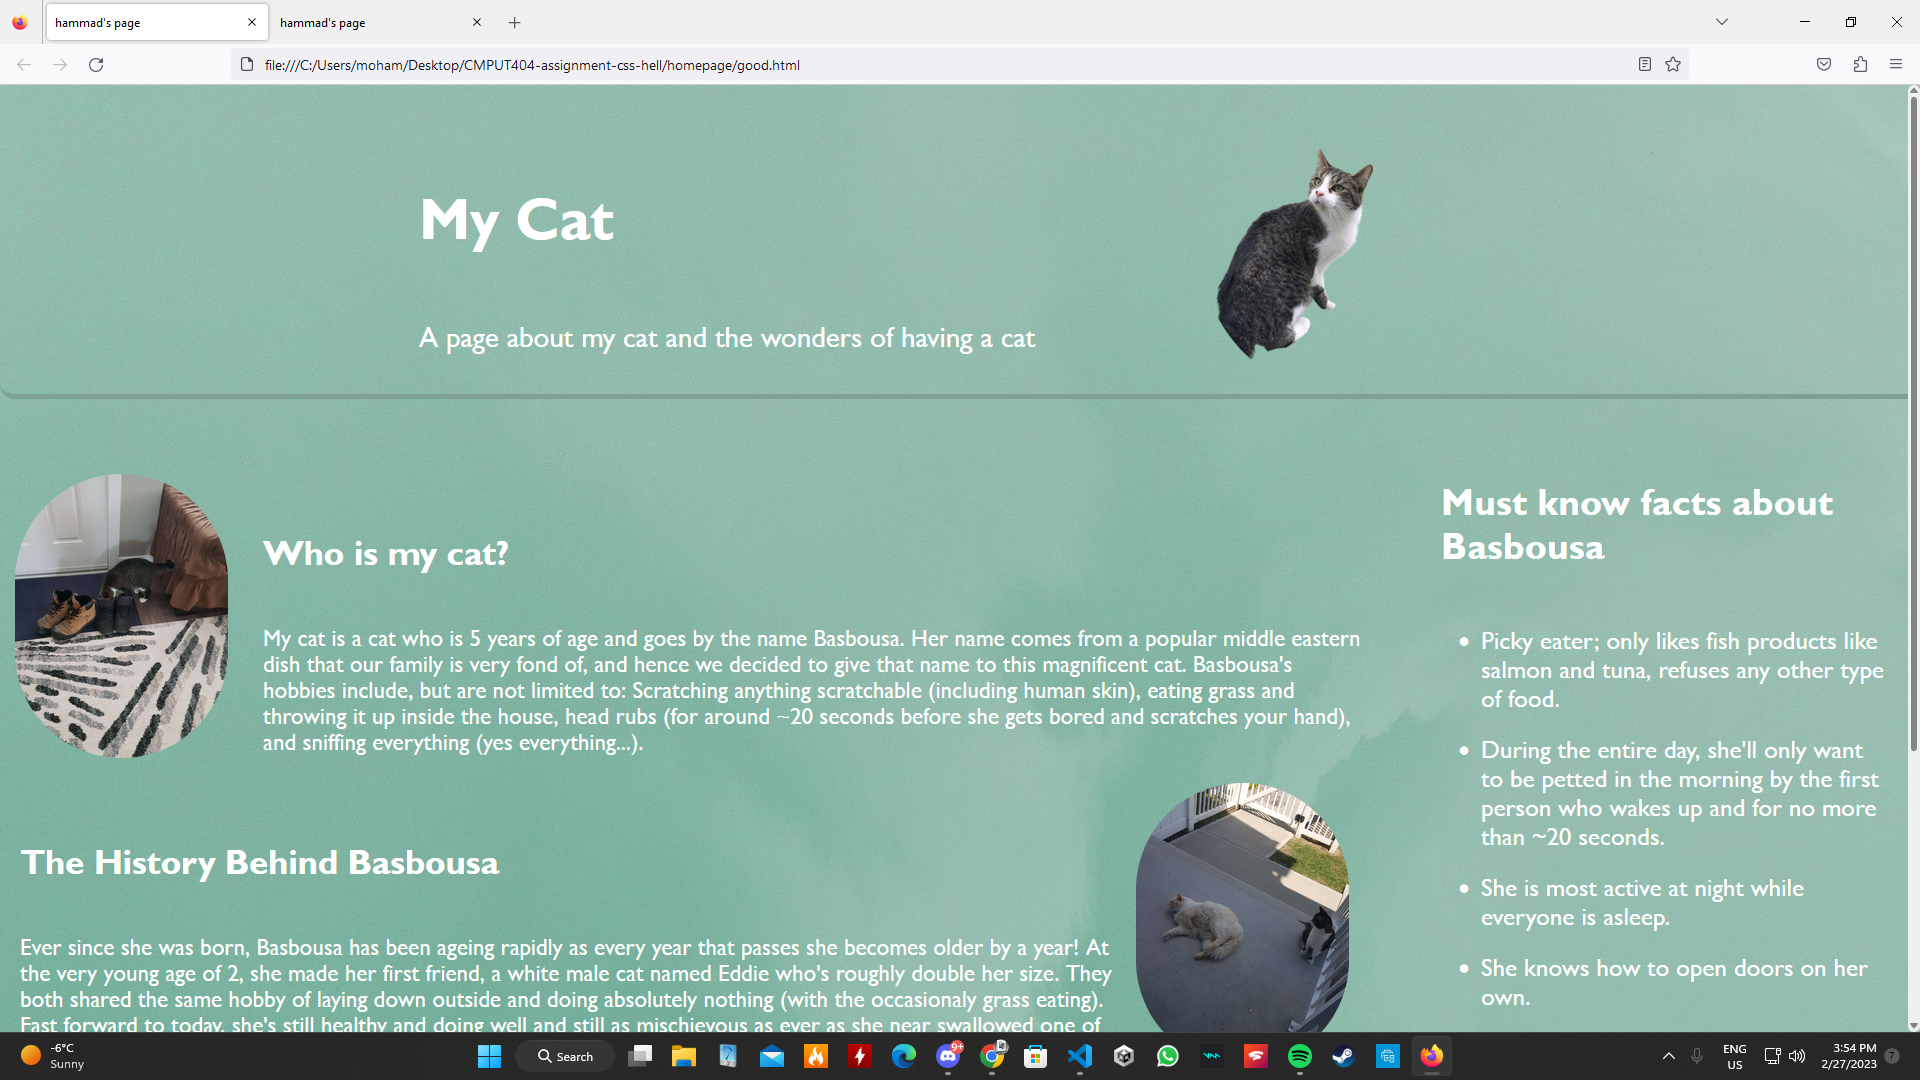 hammad's page
hammad's page
file:///C:/Users/moham/Desktop/CMPUT404-assignment-css-hell/homepage/good.html
My Cat
A page about my cat and the wonders of having a cat
Who is my cat?
My cat is a cat who is 5 years of age and goes by the name Basbousa. Her name comes from a popular middle eastern
dish that our family is very fond of, and hence we decided to give that name to this magnificent cat. Basbousa's
hobbies include, but are not limited to: Scratching anything scratchable (including human skin), eating grass and
throwing it up inside the house, head rubs (for around ~20 seconds before she gets bored and scratches your hand),
and sniffing everything (yes everything...).
The History Behind Basbousa
Ever since she was born, Basbousa has been ageing rapidly as every year that passes she becomes older by a year! At
the very young age of 2, she made her first friend, a white male cat named Eddie who's roughly double her size. They
both shared the same hobby of laying down outside and doing absolutely nothing (with the occasionaly grass eating).
Fast forward to today, she's still healthy and doing well and still as mischievous as ever as she near swallowed one of
Must know facts about
Basbousa
• Picky eater; only likes fish products like
salmon and tuna, refuses any other type
of food.
• During the entire day, she'll only want
to be petted in the morning by the first
person who wakes up and for no more
than ~20 seconds.
• She is most active at night while
everyone is asleep.
• She knows how to open doors on her
own.
-6°C
Sunny
Search
9+
ENG
US
3:54 PM
2/27/2023
7